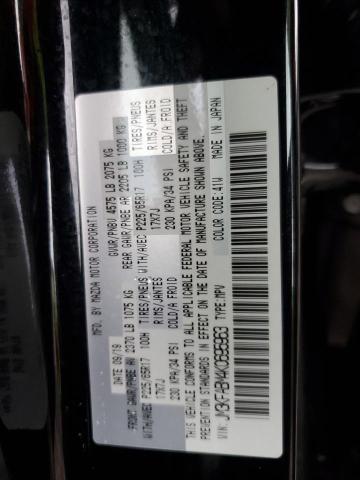 MFD. BY MAZDA MOTOR CORPORATION
DATE 09/19 GVWR/PNBV 4575 LB 2075 KG
FRONT GAWR/PNBE AV 2370 LB 1075 KG REAR GAWR/PNBE AR 2205 LB 1000 KG
WITH/AVEC P225/65R17 100H TIRES/PNEUS WITH/AVEC P225/65R17 100H TIRES/PNEUS
17X7J RIMS/JANTES 17X7J RIMS/JANTES
230 KPA/34 PSI COLD/A FROID 230 KPA/34 PSI COLD/A FROID
THIS VEHICLE CONFORMS TO ALL APPLICABLE FEDERAL MOTOR VEHICLE SAFETY AND THEFT
PREVENTION STANDARDS IN EFFECT ON THE DATE OF MANUFACTURE SHOWN ABOVE.
VIN: TYPE:MPV COLOR CODE:41W MADE IN JAPAN